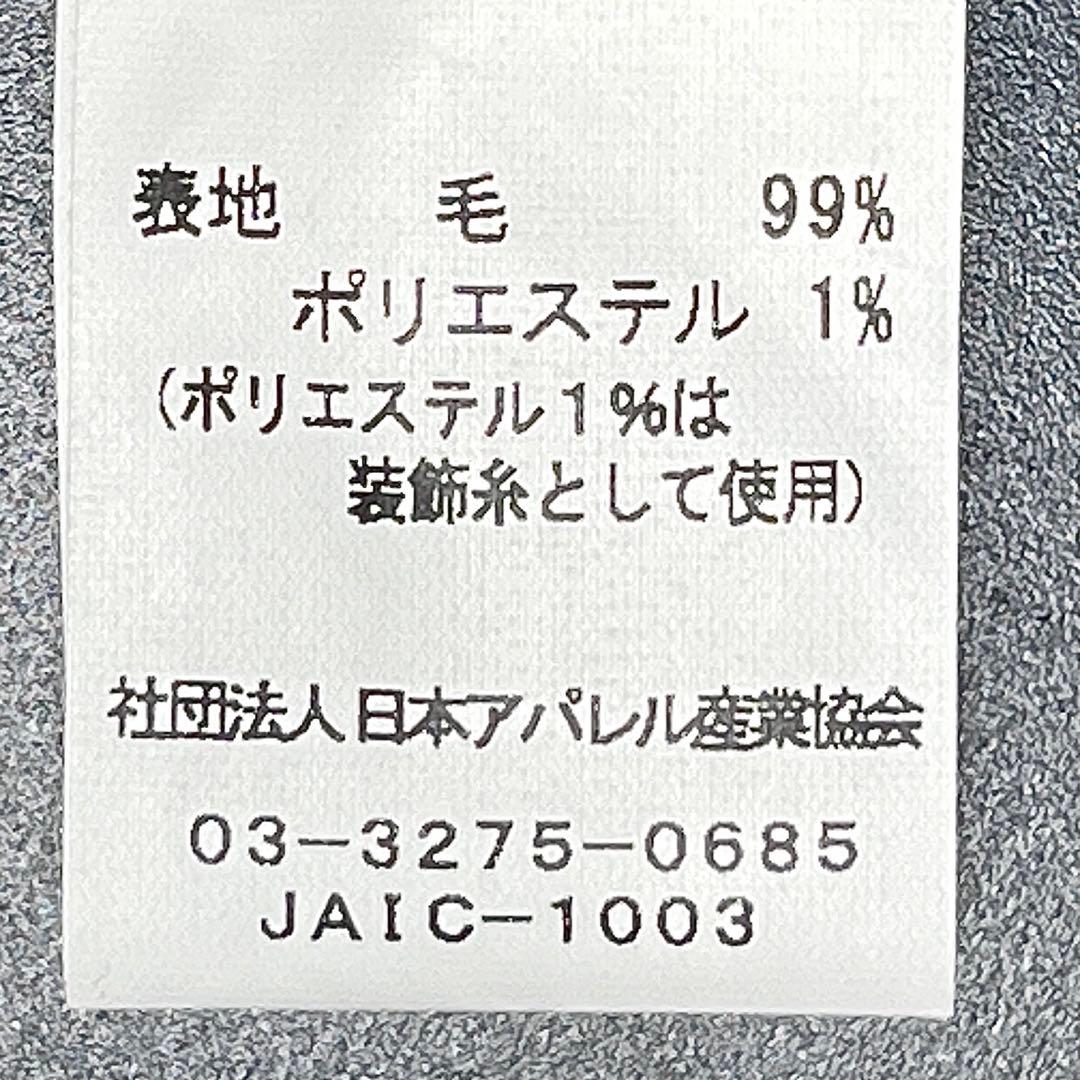 表地 毛 99%
ポリエステル 1%
(ポリエステル1%は
装飾糸として使用)
社団法人日本アパレル産業協会
03-3275-0685
JAIC-1003